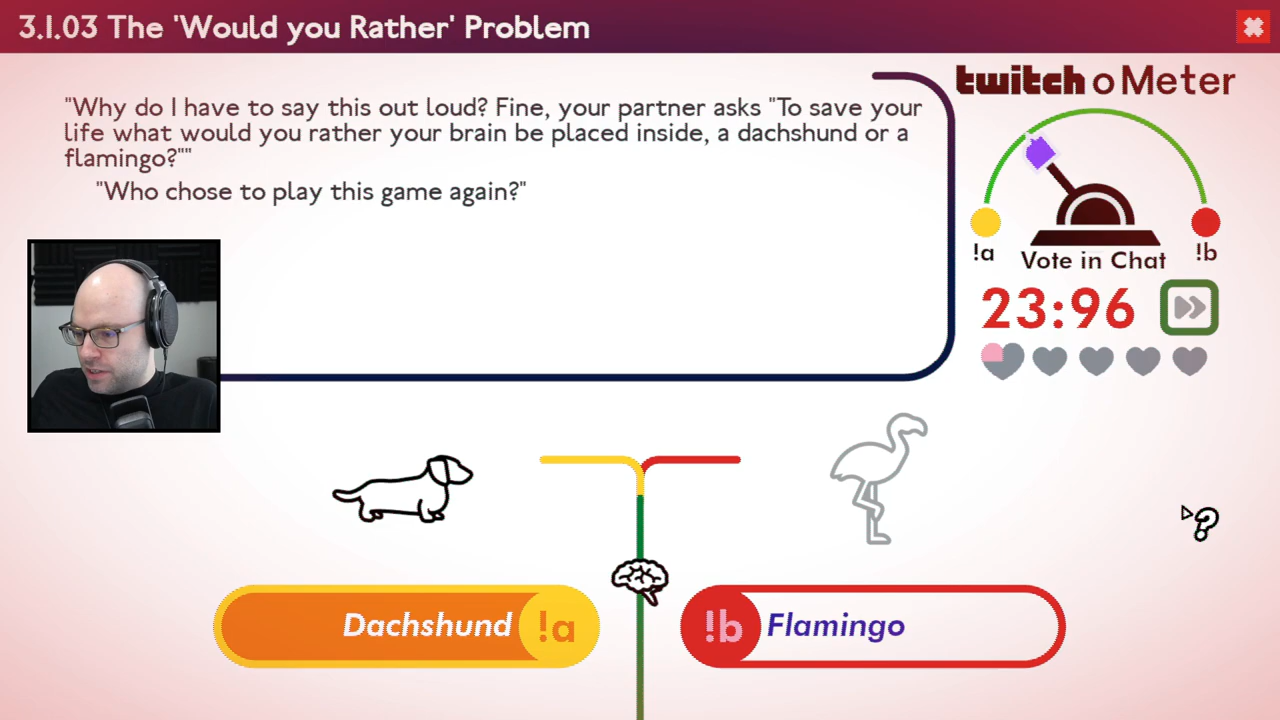 3.1.03 The 'Would you Rather' Problem
"Why do I have to say this out loud? Fine, your partner asks "To save your
life what would you rather your brain be placed inside, a dachshund or a
flamingo?""
"Who chose to play this game again?"
twitch o Meter
!a
Vote in Chat
!b
23:96
Dachshund !a
!b Flamingo
?